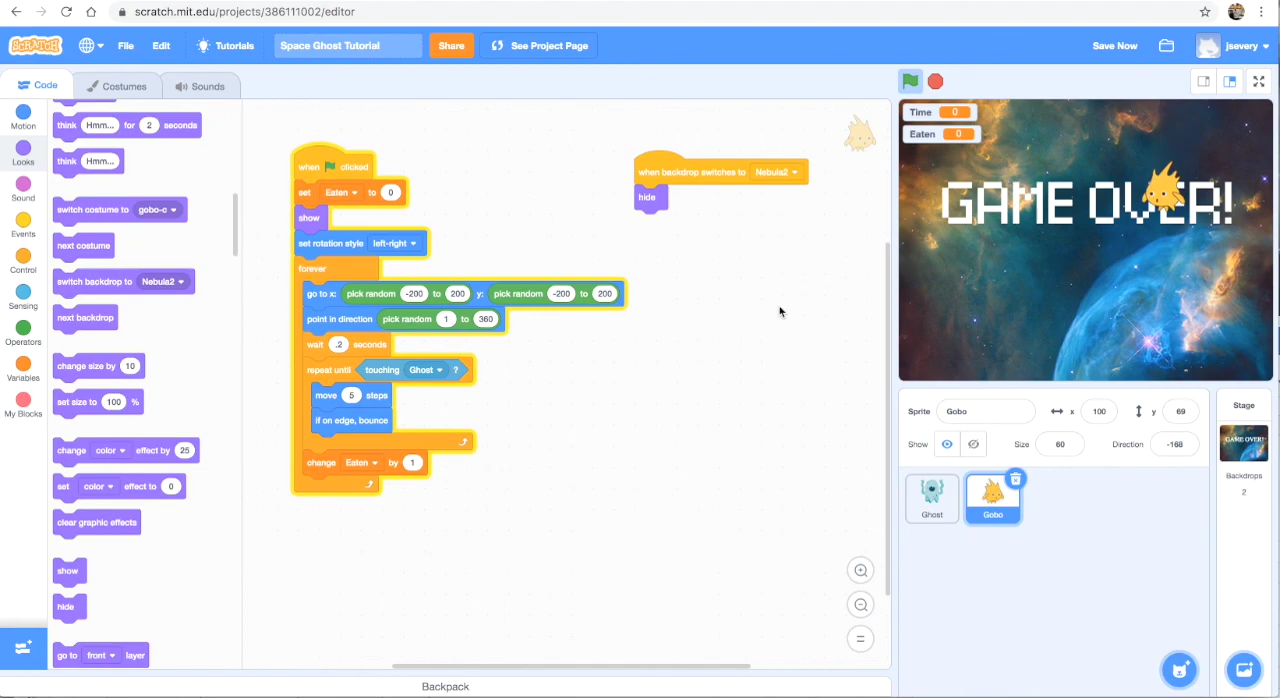 scratch.mit.edu/projects/386111002/editor
SCRATCH
File
Edit
Tutorials
Space Ghost Tutorial
Share
See Project Page
Save Now
jsevery
Code
Costumes
Sounds
Motion
Looks
Sound
Events
Control
Sensing
Operators
Variables
My Blocks
think Hmm... for 2 seconds
think Hmm...
switch costume to gobo-c
next costume
switch backdrop to Nebula2
next backdrop
change size by 10
set size to 100 %
change color effect by 25
set color effect to 0
clear graphic effects
show
hide
go to front layer
when clicked
set Eaten to 0
show
set rotation style left-right
forever
go to x: pick random -200 to 200 y: pick random -200 to 200
point in direction pick random 1 to 360
wait .2 seconds
repeat until touching Ghost ?
move 5 steps
if on edge, bounce
change Eaten by 1
when backdrop switches to Nebula2
hide
Time 0
Eaten 0
GAME OVER!
Sprite Gobo x 100 y 69
Show Size 60 Direction -168
Ghost
Gobo
Stage
GAME OVER!
Backdrops
2
Backpack